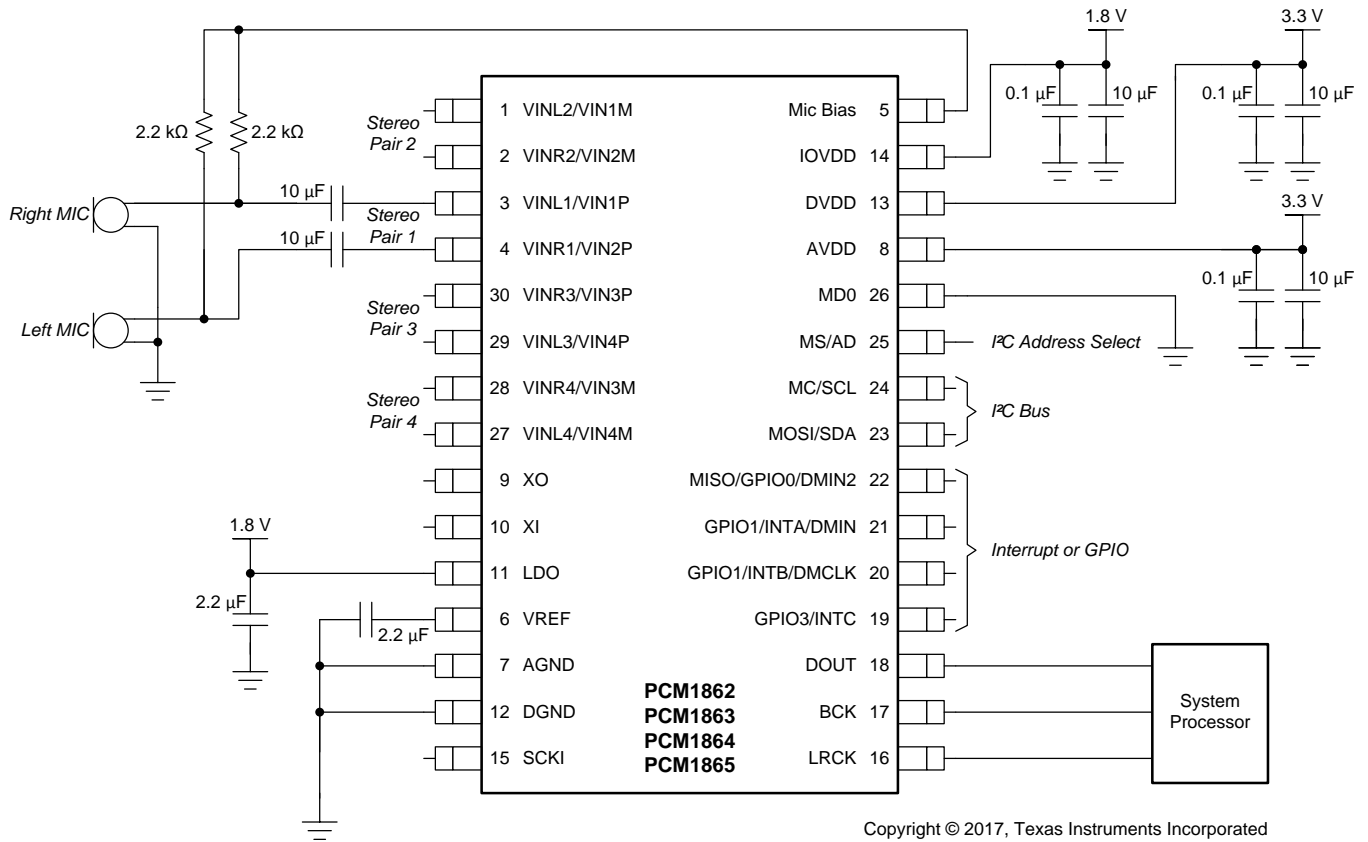 1.8 V
3.3 V
0.1 µF
10 µF
0.1 µF
10 µF
2.2 kΩ
2.2 kΩ
Stereo
Pair 2
1 VINL2/VIN1M
Mic Bias 5
2 VINR2/VIN2M
IOVDD 14
Right MIC
10 µF
10 µF
Stereo
Pair 1
3 VINL1/VIN1P
DVDD 13
4 VINR1/VIN2P
AVDD 8
3.3 V
0.1 µF
10 µF
Left MIC
Stereo
Pair 3
30 VINR3/VIN3P
MD0 26
29 VINL3/VIN4P
MS/AD 25
I²C Address Select
Stereo
Pair 4
28 VINR4/VIN3M
MC/SCL 24
27 VINL4/VIN4M
MOSI/SDA 23
I²C Bus
9 XO
MISO/GPIO0/DMIN2 22
10 XI
GPIO1/INTA/DMIN 21
Interrupt or GPIO
1.8 V
2.2 µF
11 LDO
GPIO1/INTB/DMCLK 20
2.2 µF
6 VREF
GPIO3/INTC 19
7 AGND
DOUT 18
12 DGND
BCK 17
15 SCKI
LRCK 16
PCM1862
PCM1863
PCM1864
PCM1865
System
Processor
Copyright © 2017, Texas Instruments Incorporated